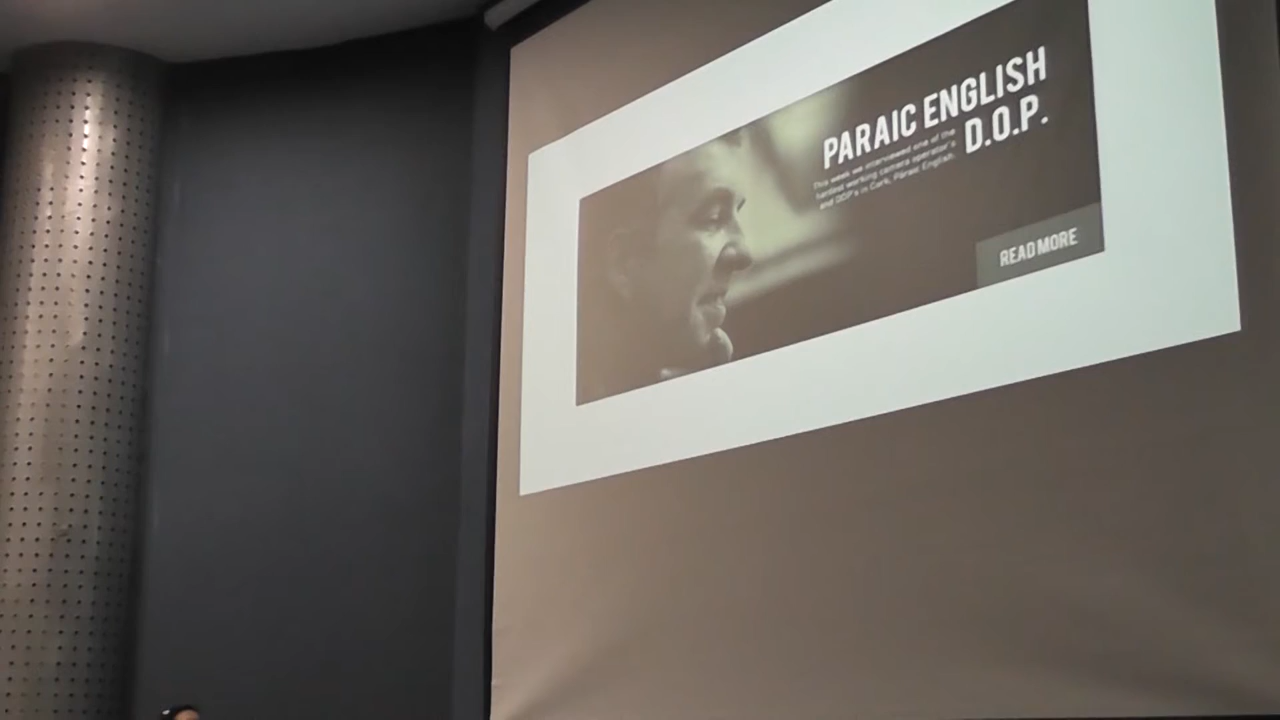 PARAIC ENGLISH
D.O.P.
This week we interviewed one of the
hardest working camera operator's
and DOP's in Cork, Páraic English.
READ MORE